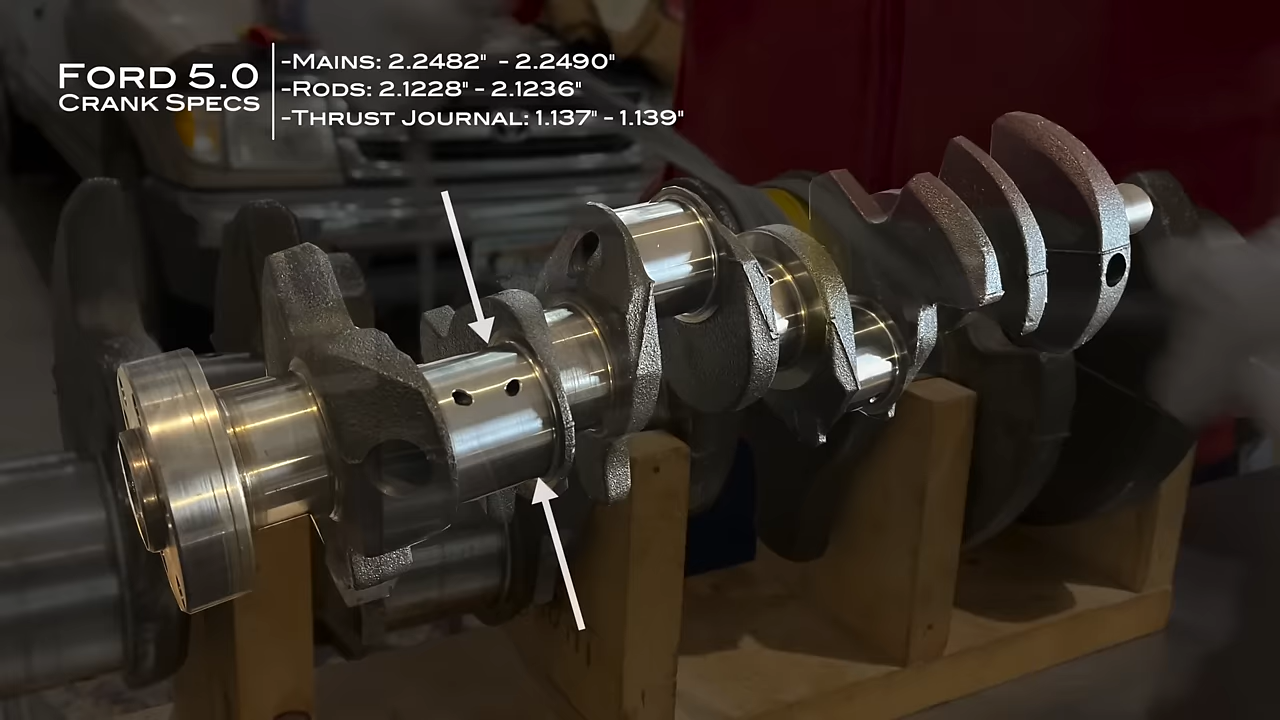 Ford 5.0
Crank Specs
-Mains: 2.2482" - 2.2490"
-Rods: 2.1228" - 2.1236"
-Thrust Journal: 1.137" - 1.139"